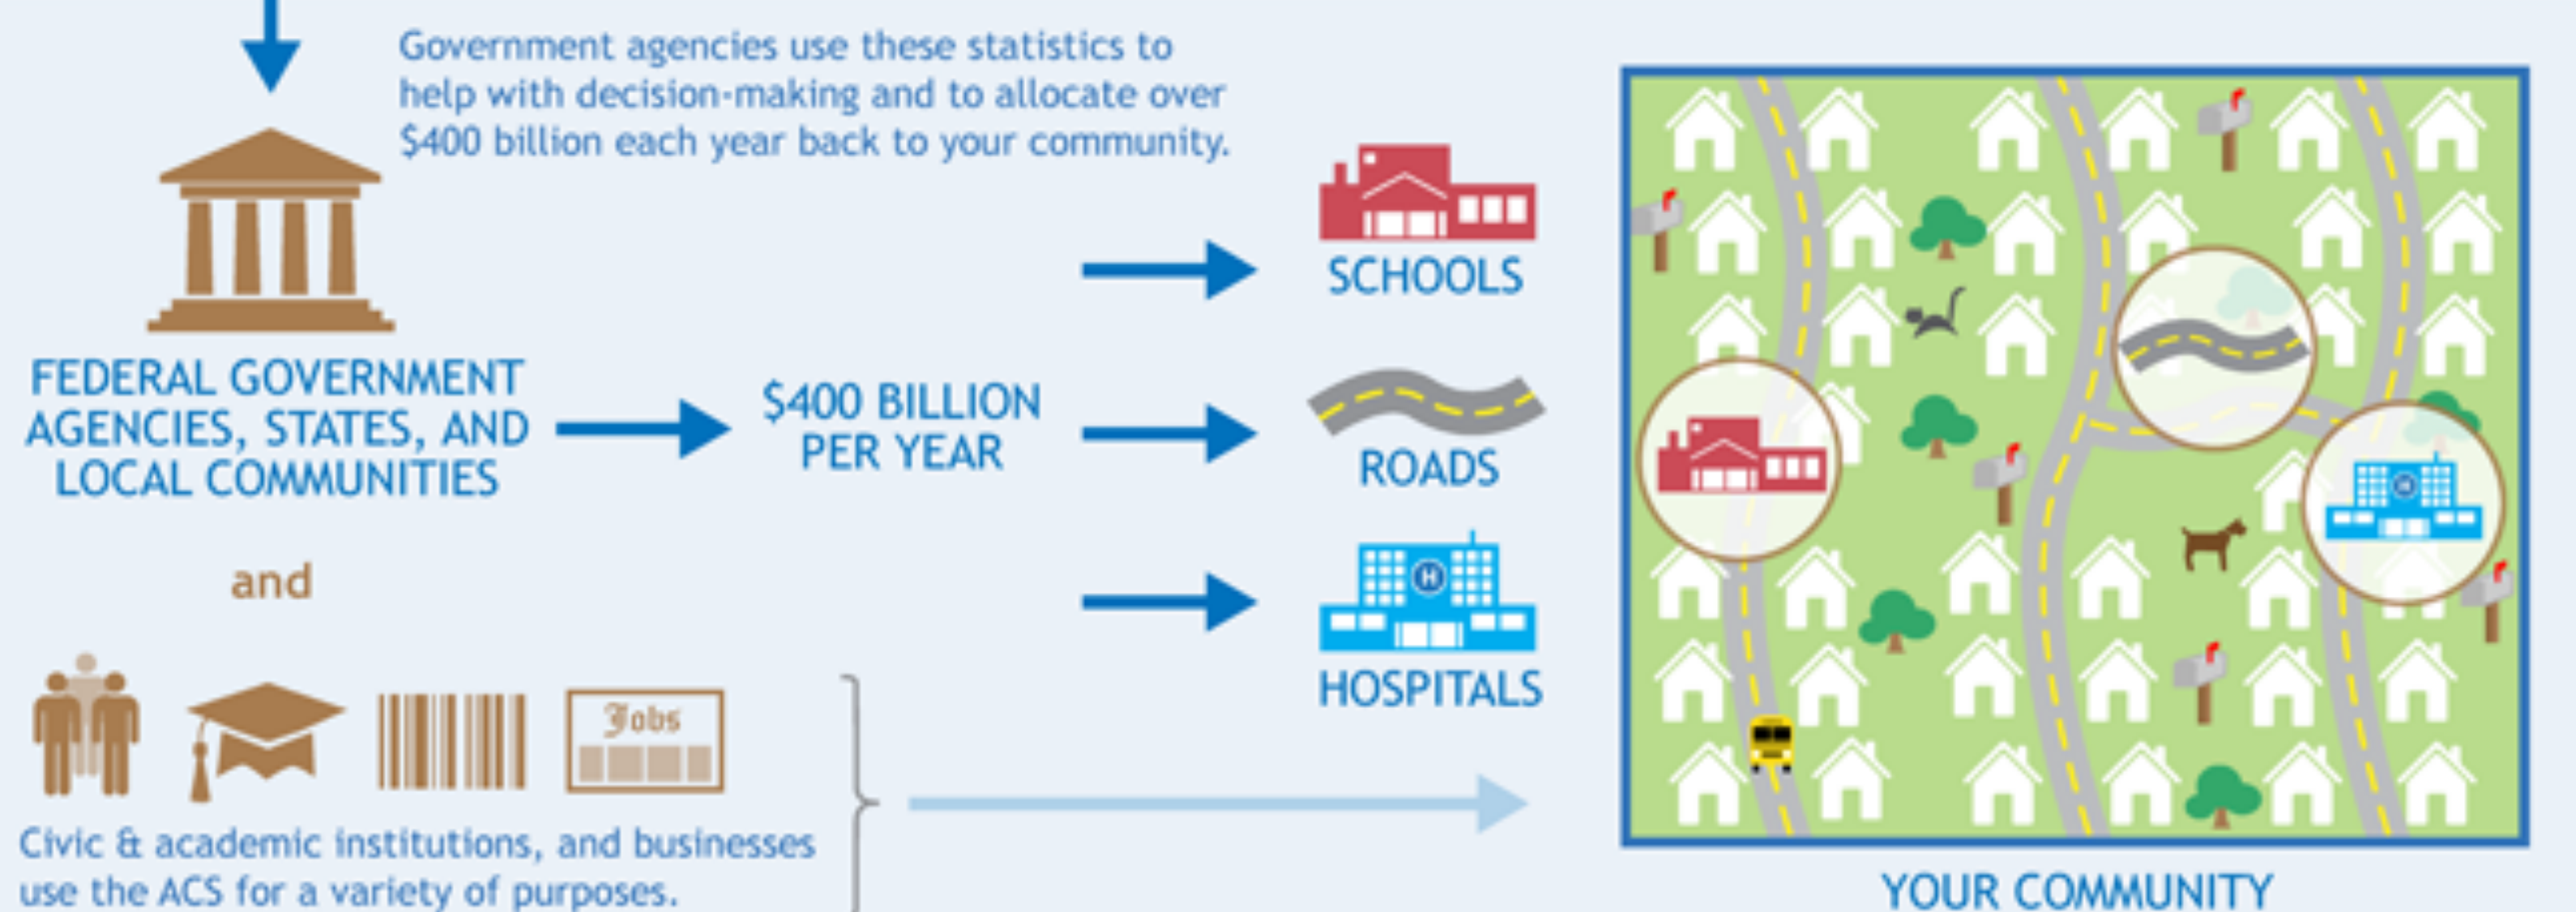 Government agencies use these statistics to
help with decision-making and to allocate over
$400 billion each year back to your community.
SCHOOLS
FEDERAL GOVERNMENT
AGENCIES, STATES, AND
LOCAL COMMUNITIES
$400 BILLION
PER YEAR
ROADS
and
H
HOSPITALS
H
Jobs
Civic & academic institutions, and businesses
use the ACS for a variety of purposes.
YOUR COMMUNITY